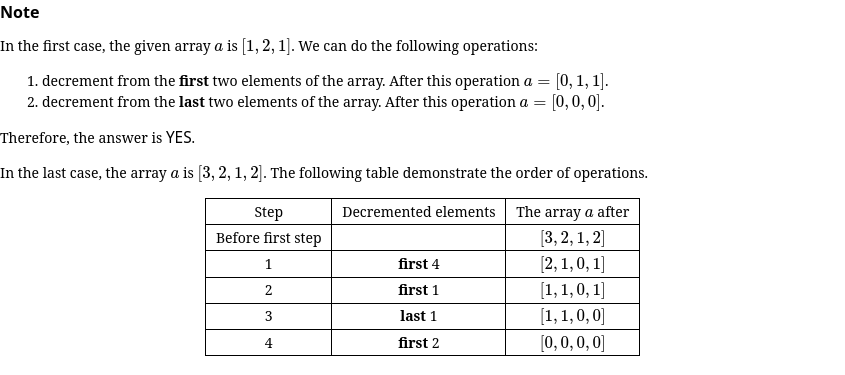 Note
In the first case, the given array a is [1, 2, 1]. We can do the following operations:
1. decrement from the first two elements of the array. After this operation a = [0, 1, 1].
2. decrement from the last two elements of the array. After this operation a = [0, 0, 0].
Therefore, the answer is YES.
In the last case, the array a is [3, 2, 1, 2]. The following table demonstrate the order of operations.
Step Decremented elements The array a after
Before first step [3, 2, 1, 2]
1 first 4 [2, 1, 0, 1]
2 first 1 [1, 1, 0, 1]
3 last 1 [1, 1, 0, 0]
4 first 2 [0, 0, 0, 0]